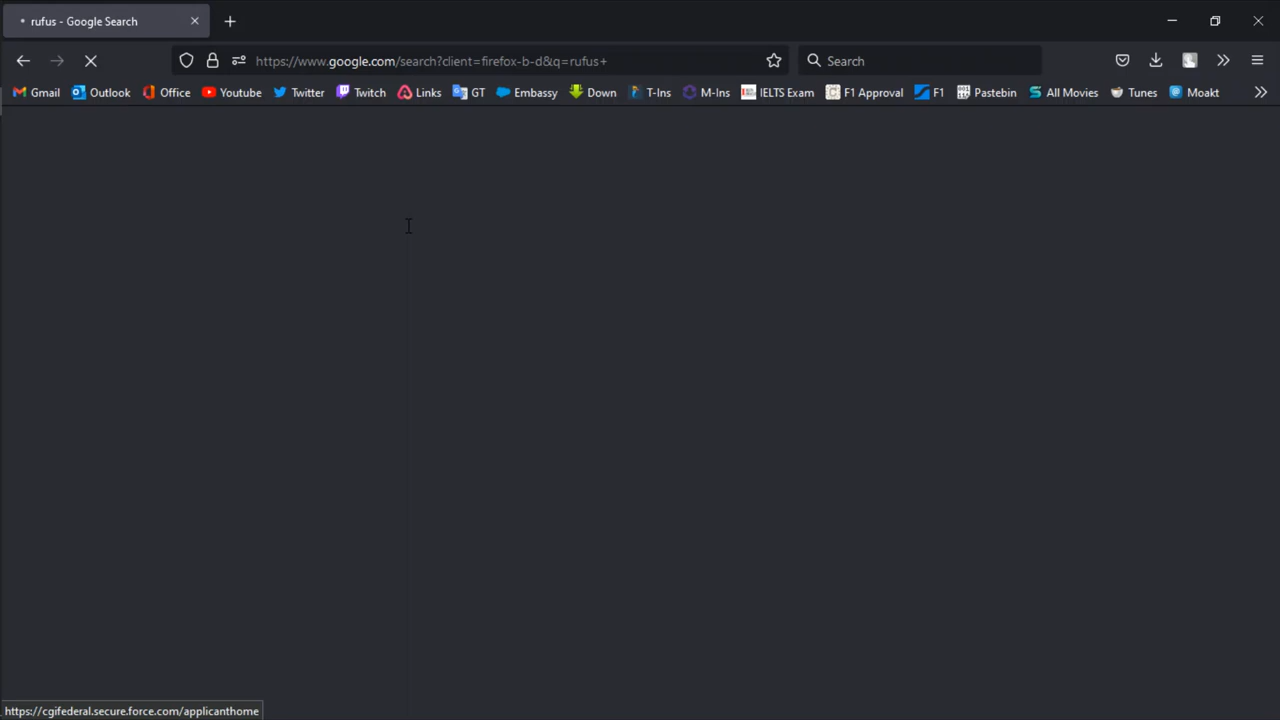 rufus - Google Search
https://www.google.com/search?client=firefox-b-d&q=rufus+
Search
Gmail Outlook Office Youtube Twitter Twitch Links GT Embassy Down T-Ins M-Ins IELTS Exam F1 Approval F1 Pastebin All Movies Tunes Moakt
https://cgifederal.secure.force.com/applicanthome